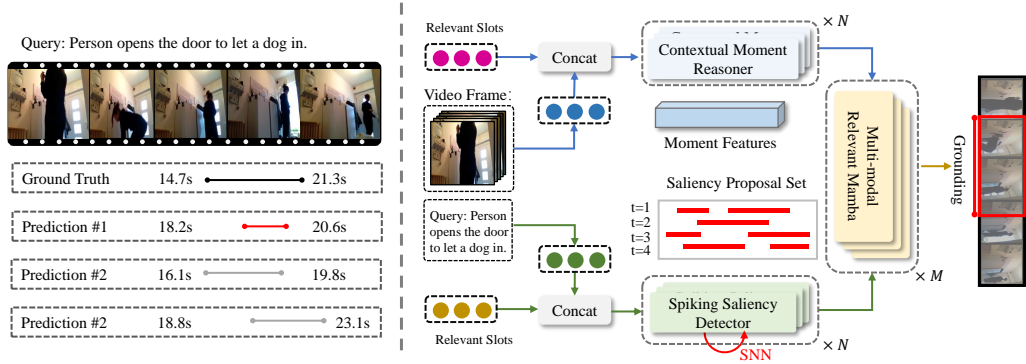 Query: Person opens the door to let a dog in.
Ground Truth 14.7s 21.3s
Prediction #1 18.2s 20.6s
Prediction #2 16.1s 19.8s
Prediction #2 18.8s 23.1s
Relevant Slots
Concat
Contextual Moment
Reasoner
× N
Video Frame:
Moment Features
Saliency Proposal Set
t=1
t=2
t=3
t=4
Query: Person
opens the door
to let a dog in.
Relevant Slots
Concat
Spiking Saliency
Detector
SNN
× N
Multi-modal
Relevant Mamba
× M
Grounding